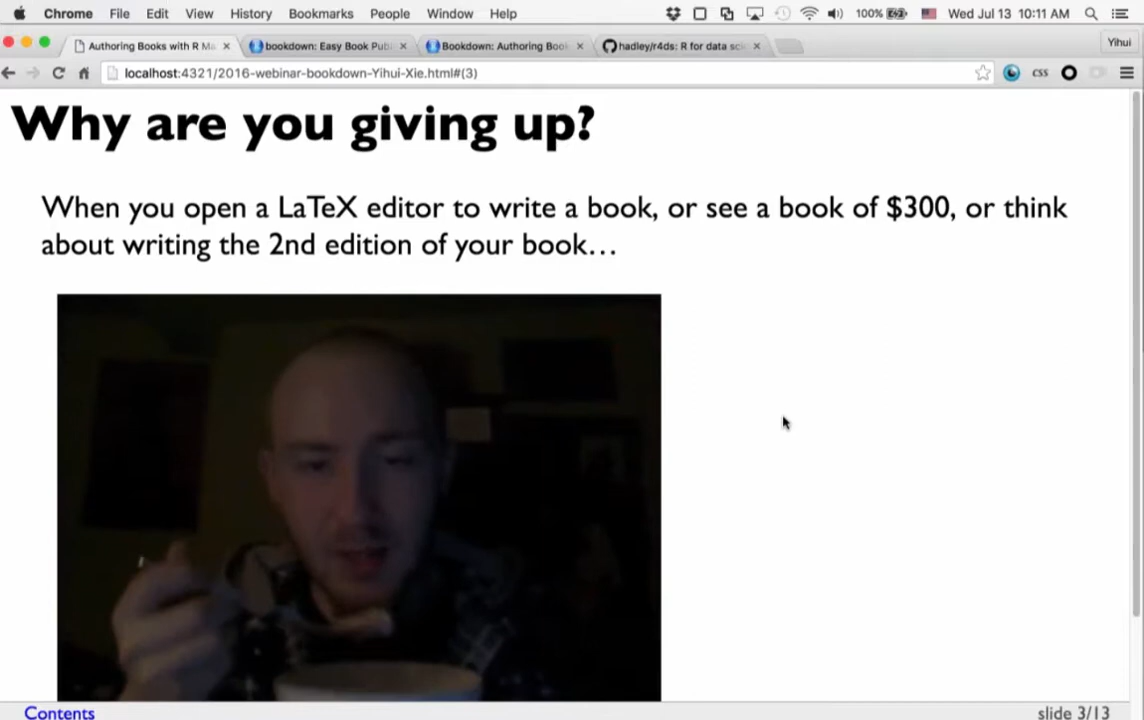 Chrome File Edit View History Bookmarks People Window Help 100% Wed Jul 13 10:11 AM
Authoring Books with R Ma bookdown: Easy Book Pub Bookdown: Authoring Boo hadley/r4ds: R for data sci Yihui
localhost:4321/2016-webinar-bookdown-Yihui-Xie.html#(3) CSS
Why are you giving up?
When you open a LaTeX editor to write a book, or see a book of $300, or think
about writing the 2nd edition of your book…
Contents slide 3/13